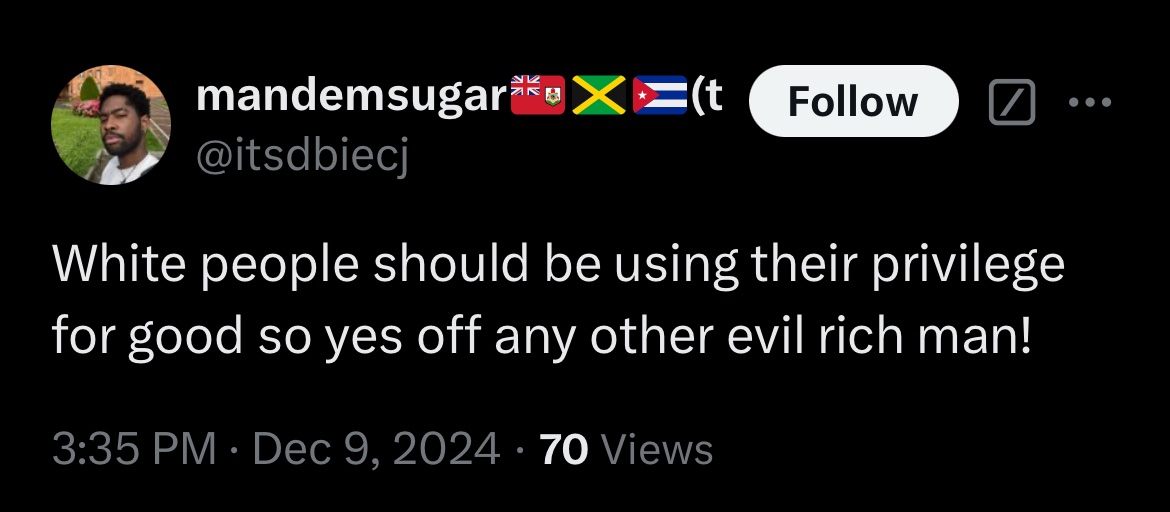 mandemsugar🇧🇲🇯🇲🇨🇺(t
Follow
@itsdbiecj
White people should be using their privilege
for good so yes off any other evil rich man!
3:35 PM · Dec 9, 2024 · 70 Views